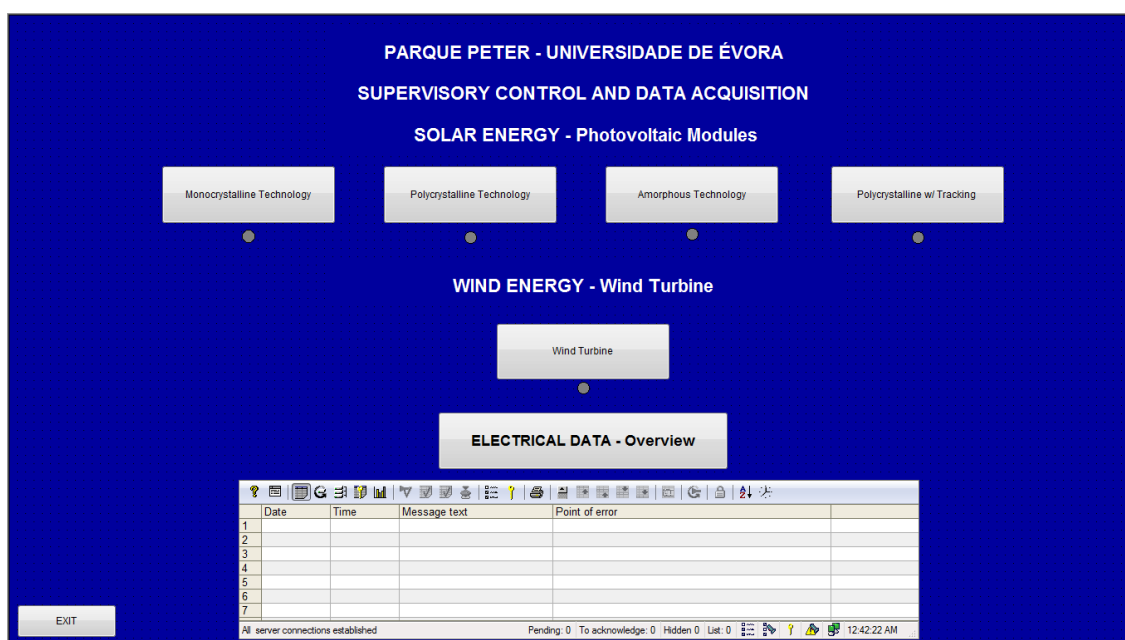 PARQUE PETER - UNIVERSIDADE DE ÉVORA
SUPERVISORY CONTROL AND DATA ACQUISITION
SOLAR ENERGY - Photovoltaic Modules
Monocrystalline Technology Polycrystalline Technology Amorphous Technology Polycrystalline w/ Tracking
WIND ENERGY - Wind Turbine
Wind Turbine
ELECTRICAL DATA - Overview
Date Time Message text Point of error
1
2
3
4
5
6
7
EXIT
All server connections established Pending: 0 To acknowledge: 0 Hidden 0 List: 0 12:42:22 AM